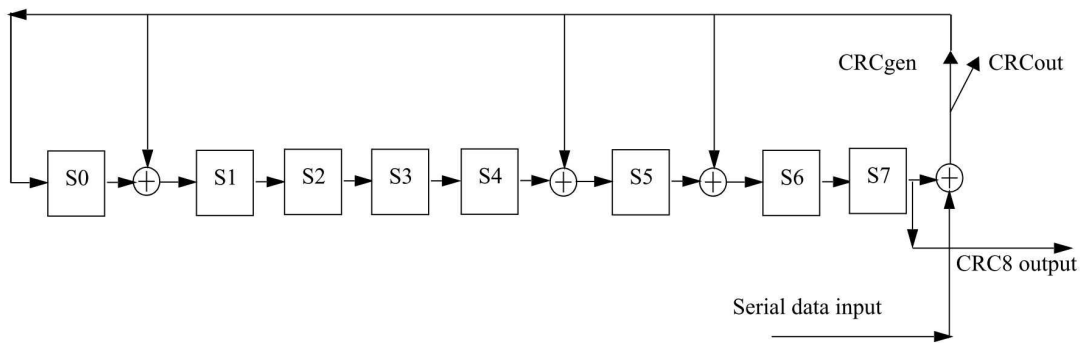 CRCgen
CRCout
S0
S1
S2
S3
S4
S5
S6
S7
CRC8 output
Serial data input